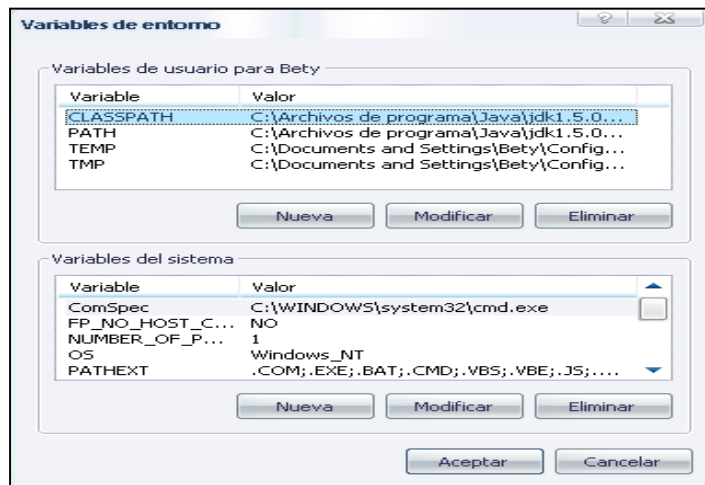 Variables de entorno
Variables de usuario para Bety
Variable Valor
CLASSPATH C:\Archivos de programa\Java\jdk1.5.0...
PATH C:\Archivos de programa\Java\jdk1.5.0...
TEMP C:\Documents and Settings\Bety\Config...
TMP C:\Documents and Settings\Bety\Config...
Nueva Modificar Eliminar
Variables del sistema
Variable Valor
ComSpec C:\WINDOWS\system32\cmd.exe
FP_NO_HOST_C... NO
NUMBER_OF_P... 1
OS Windows_NT
PATHEXT .COM;.EXE;.BAT;.CMD;.VBS;.VBE;.JS;....
Nueva Modificar Eliminar
Aceptar Cancelar